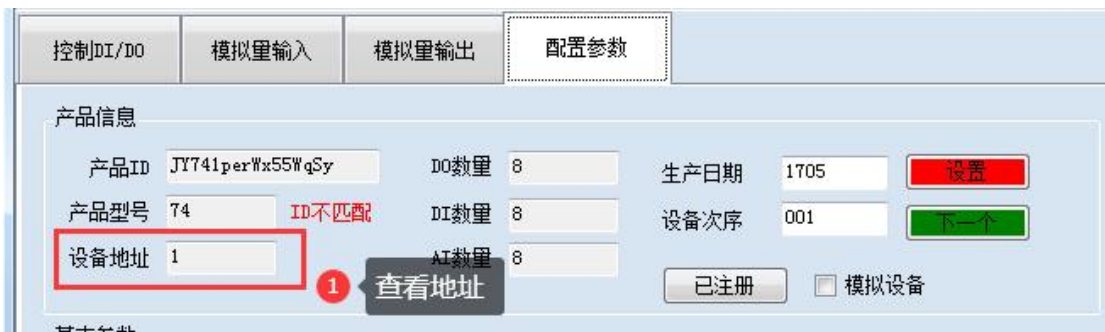 控制DI/DO 模拟量输入 模拟量输出 配置参数
产品信息
产品ID JY741perWx55WqSy DO数量 8 生产日期 1705 设置
产品型号 74 ID不匹配 DI数量 8 设备次序 001 下一个
设备地址 1 AI数量 8
1 查看地址 已注册 模拟设备
基本参数